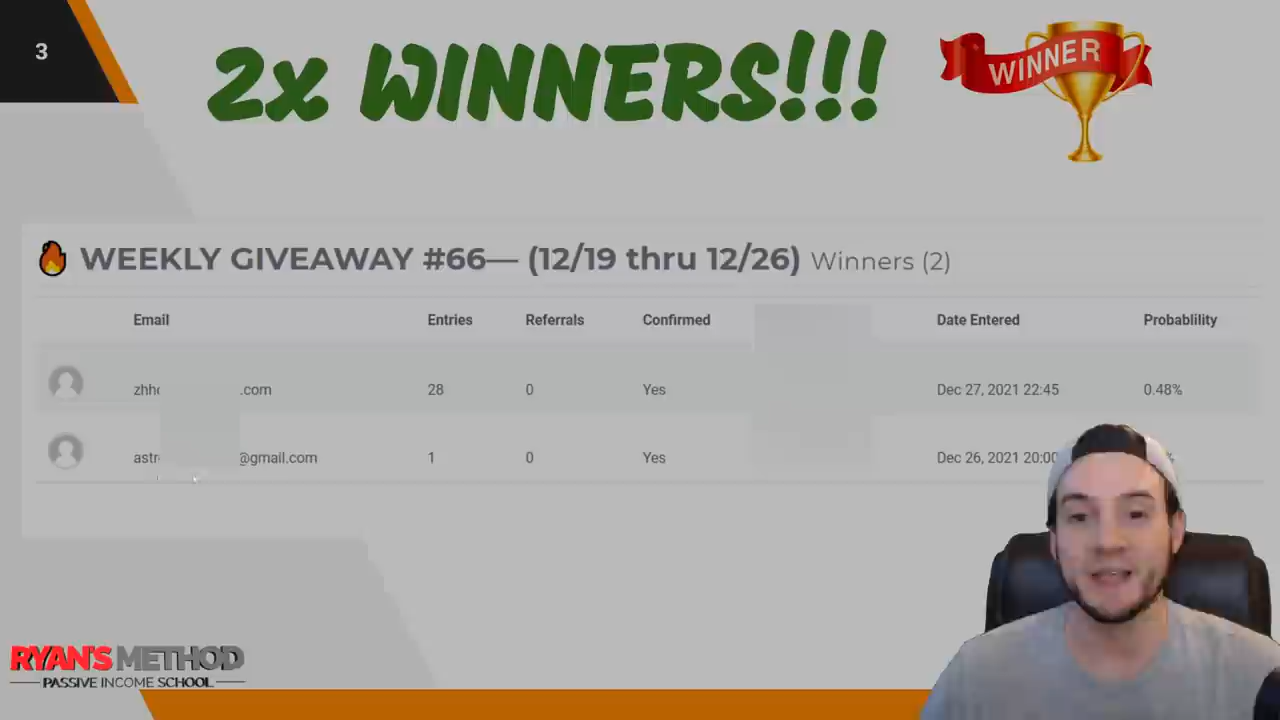 3
2x WINNERS!!!
WINNER
WEEKLY GIVEAWAY #66— (12/19 thru 12/26) Winners (2)
Email Entries Referrals Confirmed Date Entered Probablility
zhh .com 28 0 Yes Dec 27, 2021 22:45 0.48%
astr @gmail.com 1 0 Yes Dec 26, 2021 20:00 %
RYAN'S METHOD
PASSIVE INCOME SCHOOL